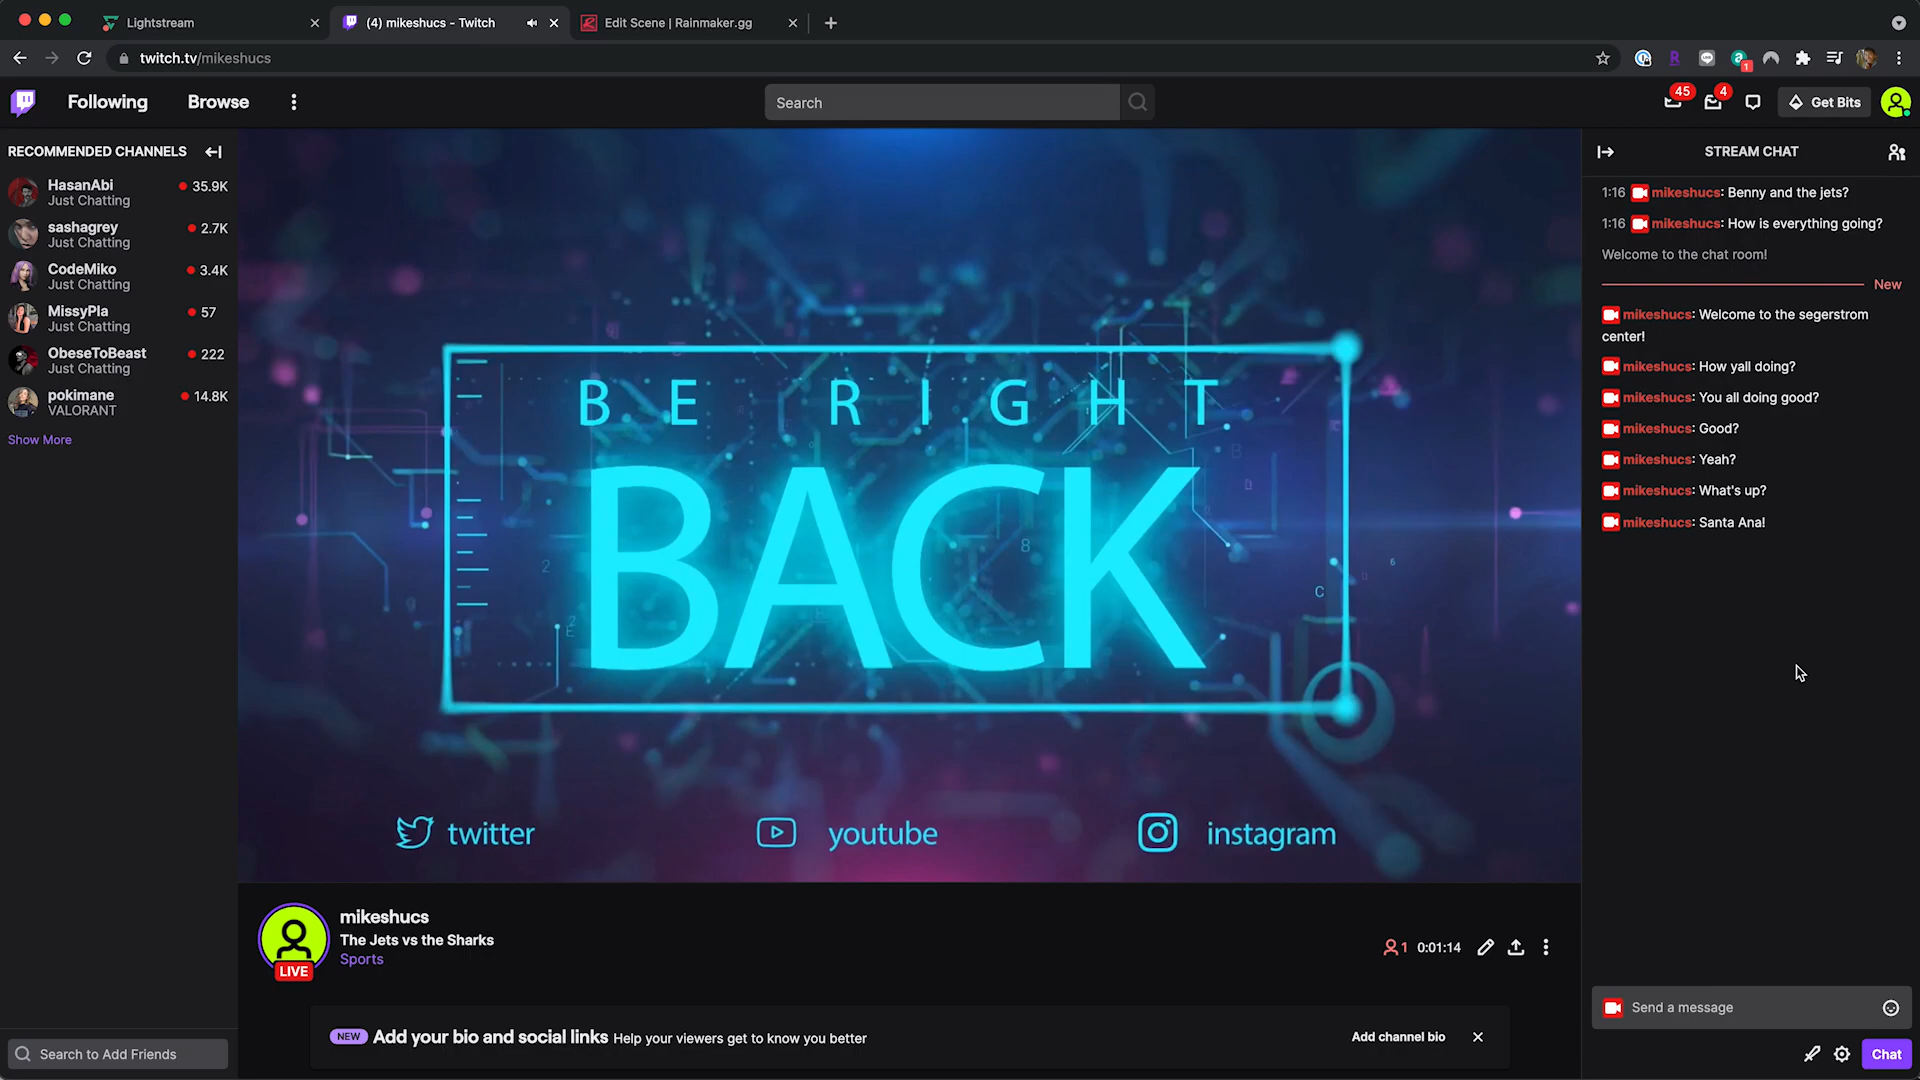 Lightstream
(4) mikeshucs - Twitch
Edit Scene | Rainmaker.gg
twitch.tv/mikeshucs
Following
Browse
Search
45
4
Get Bits
1
RECOMMENDED CHANNELS
HasanAbi
35.9K
Just Chatting
sashagrey
2.7K
Just Chatting
CodeMiko
3.4K
Just Chatting
MissyPla
57
Just Chatting
ObeseToBeast
222
Just Chatting
pokimane
14.8K
VALORANT
Show More
Search to Add Friends
BE RIGHT
BACK
twitter
youtube
instagram
mikeshucs
The Jets vs the Sharks
Sports
LIVE
1
0:01:14
NEW Add your bio and social links Help your viewers get to know you better
Add channel bio
STREAM CHAT
1:16 mikeshucs: Benny and the jets?
1:16 mikeshucs: How is everything going?
Welcome to the chat room!
New
mikeshucs: Welcome to the segerstrom
center!
mikeshucs: How yall doing?
mikeshucs: You all doing good?
mikeshucs: Good?
mikeshucs: Yeah?
mikeshucs: What's up?
mikeshucs: Santa Ana!
Send a message
Chat